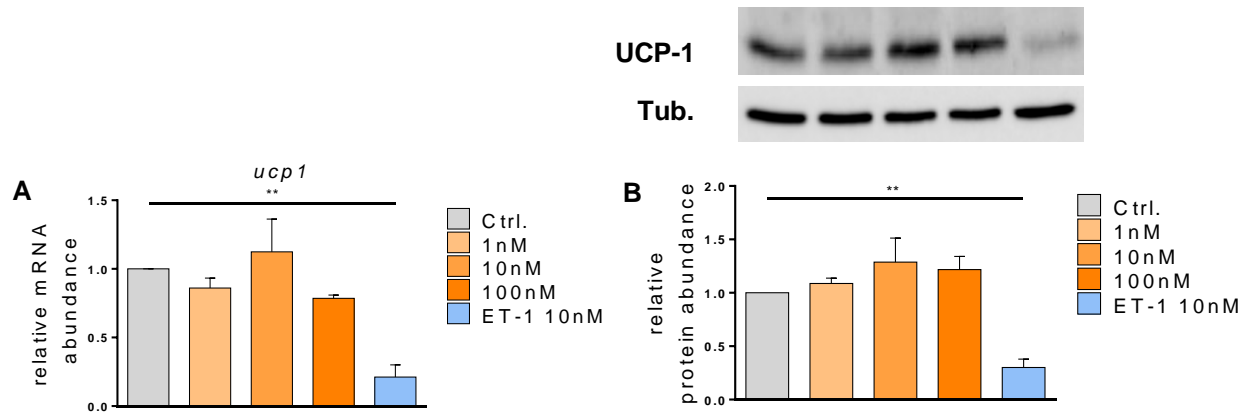 UCP-1
Tub.
A
ucp1
**
relative mRNA
abundance
1.5
1.0
0.5
0.0
Ctrl.
1nM
10nM
100nM
ET-1 10nM
B
**
relative
protein abundance
2.0
1.5
1.0
0.5
0.0
Ctrl.
1nM
10nM
100nM
ET-1 10nM